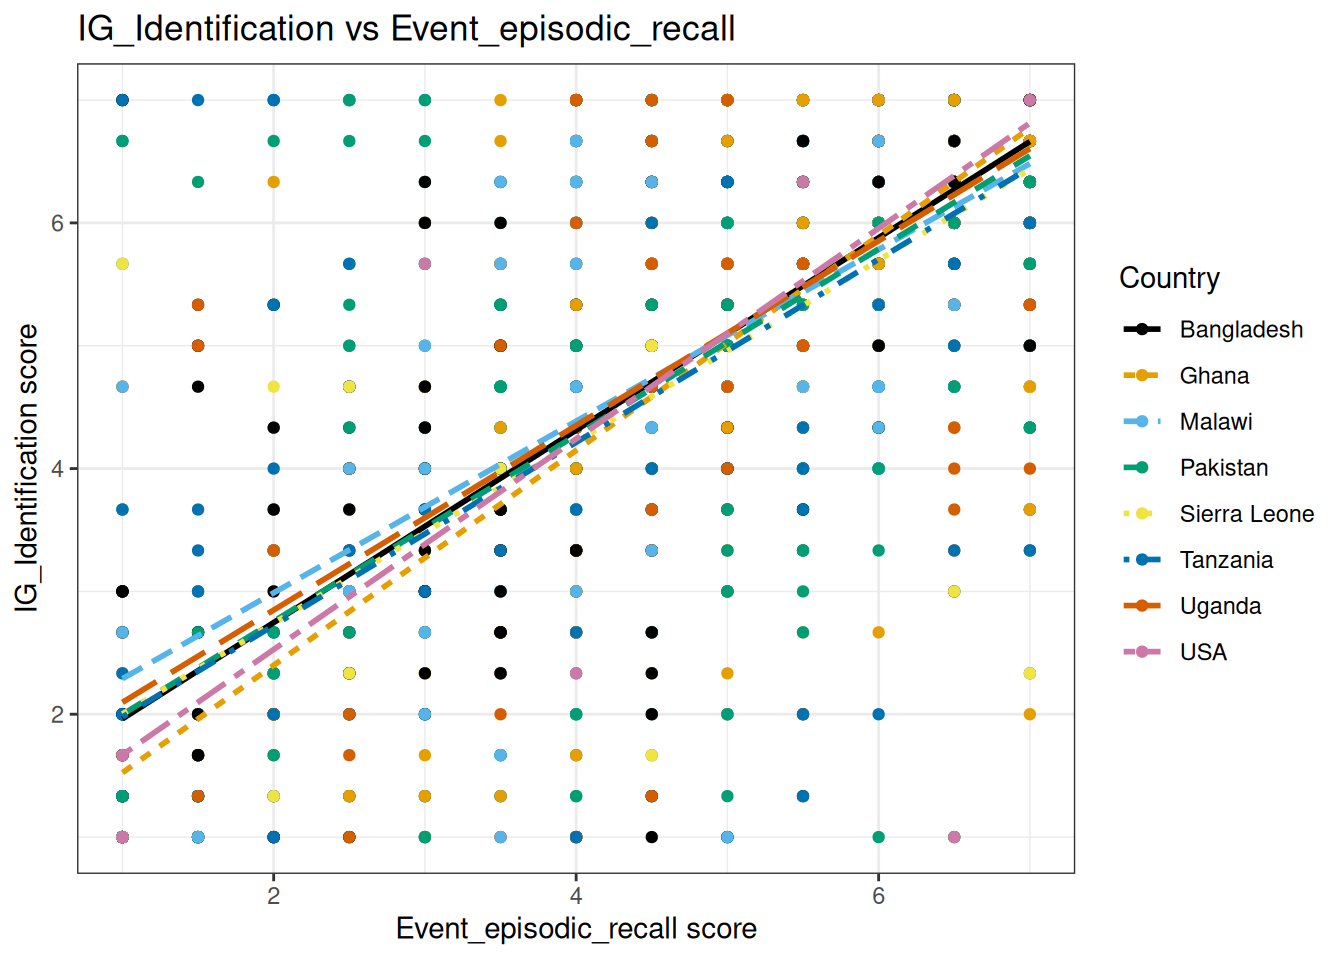 IG_Identification vs Event_episodic_recall
IG_Identification score
6
4
2
2
4
6
Event_episodic_recall score
Country
Bangladesh
Ghana
Malawi
Pakistan
Sierra Leone
Tanzania
Uganda
USA